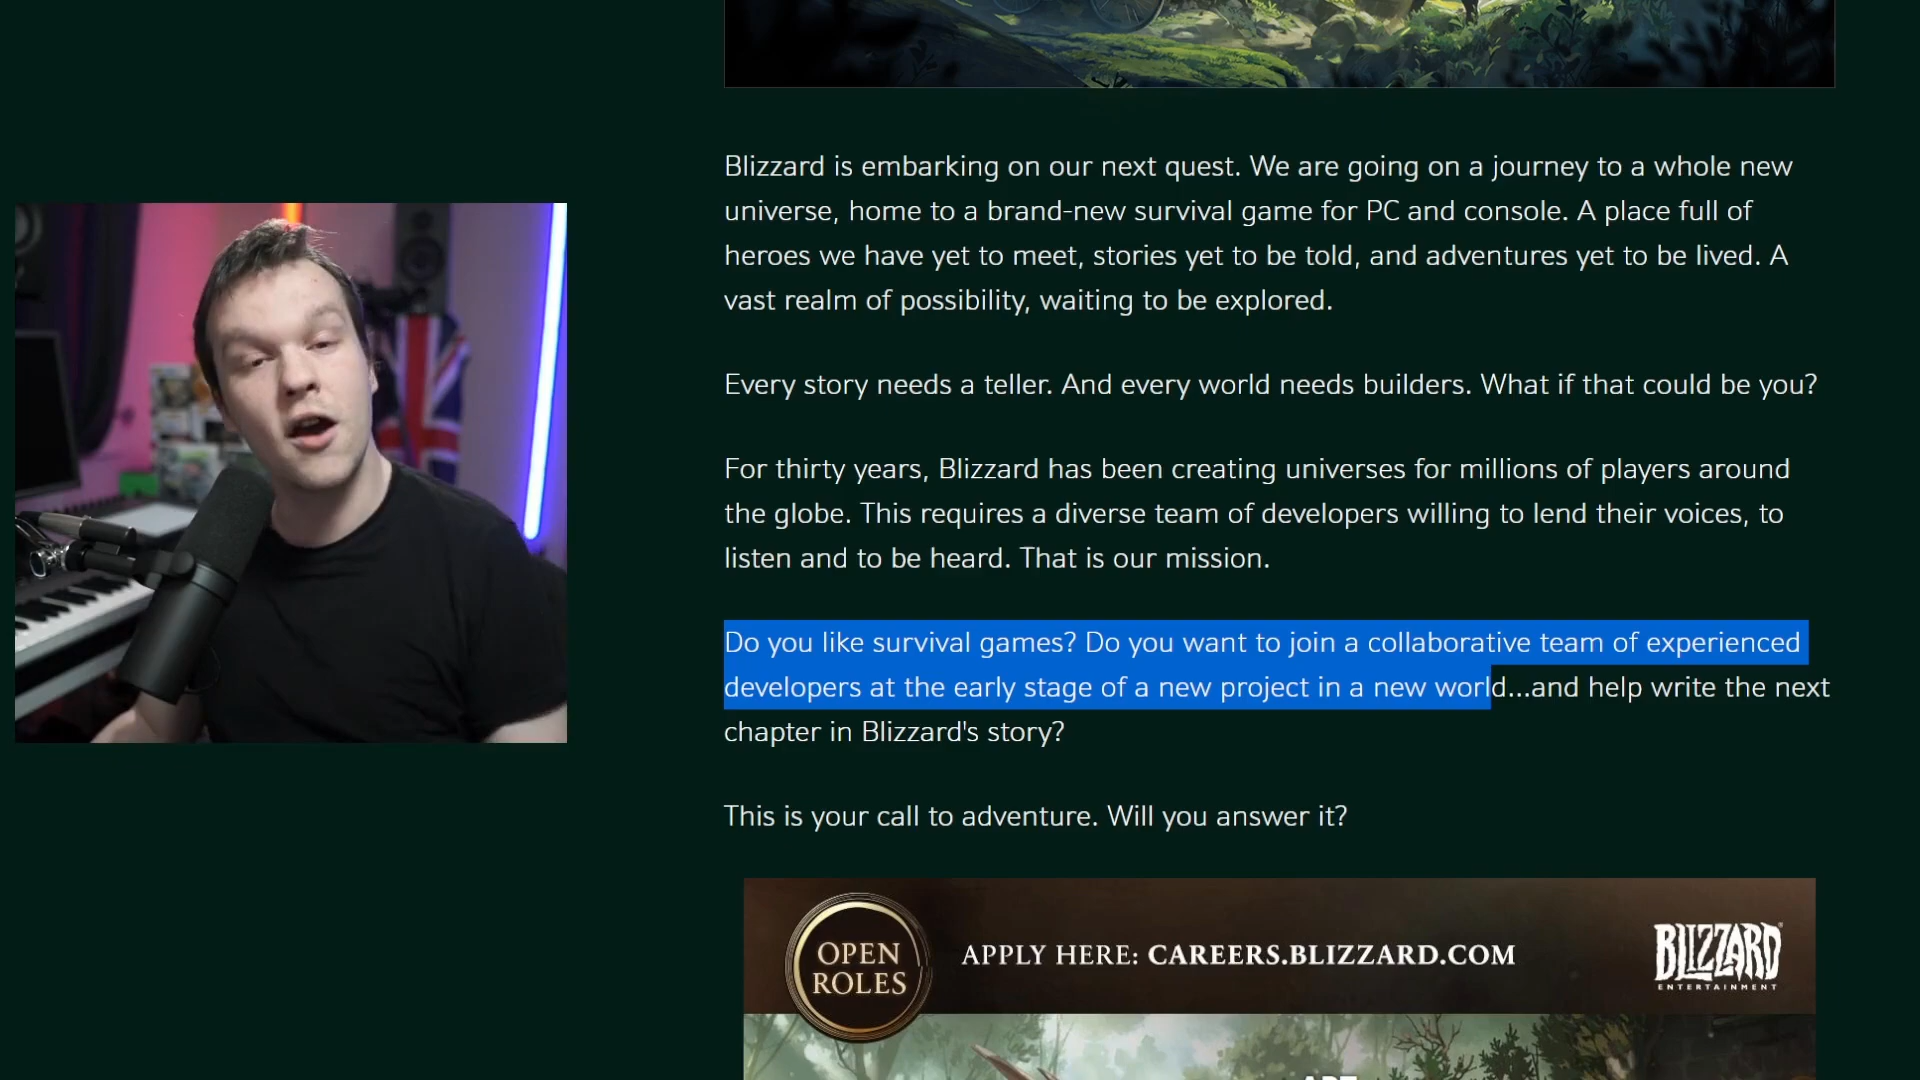 Blizzard is embarking on our next quest. We are going on a journey to a whole new
universe, home to a brand-new survival game for PC and console. A place full of
heroes we have yet to meet, stories yet to be told, and adventures yet to be lived. A
vast realm of possibility, waiting to be explored.
Every story needs a teller. And every world needs builders. What if that could be you?
For thirty years, Blizzard has been creating universes for millions of players around
the globe. This requires a diverse team of developers willing to lend their voices, to
listen and to be heard. That is our mission.
Do you like survival games? Do you want to join a collaborative team of experienced
developers at the early stage of a new project in a new world...and help write the next
chapter in Blizzard's story?
This is your call to adventure. Will you answer it?
OPEN
ROLES
APPLY HERE: CAREERS.BLIZZARD.COM
BLIZZARD
ENTERTAINMENT
ART